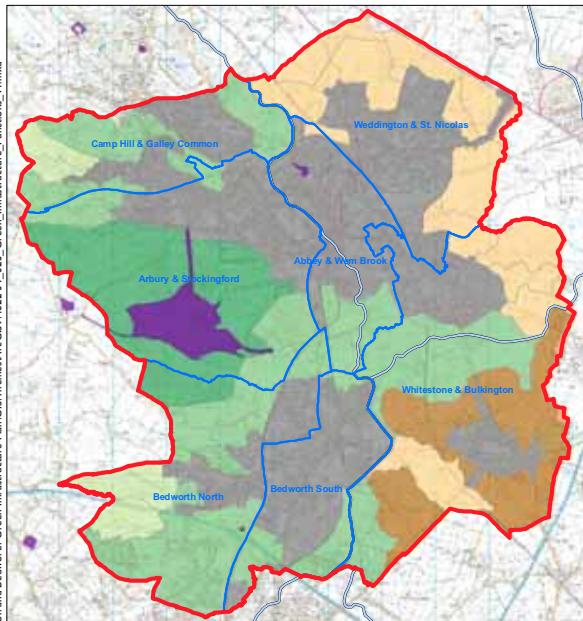 Camp Hill & Galley Common
Weddington & St. Nicolas
Abbey & Wem Brook
Arbury & Stockingford
Whitestone & Bulkington
Bedworth North
Bedworth South